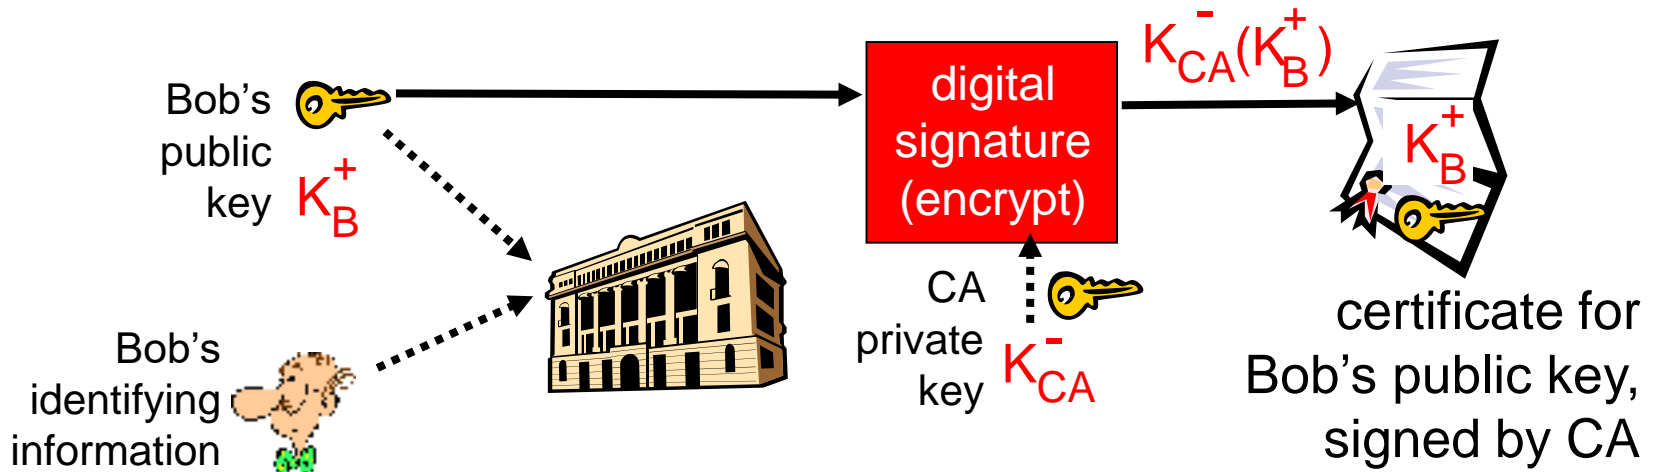 Bob’s
public
key
K_B^+
Bob’s
identifying
information
digital
signature
(encrypt)
CA
private
key
K_CA^-
K_CA^-(K_B^+)
K_B^+
certificate for
Bob’s public key,
signed by CA